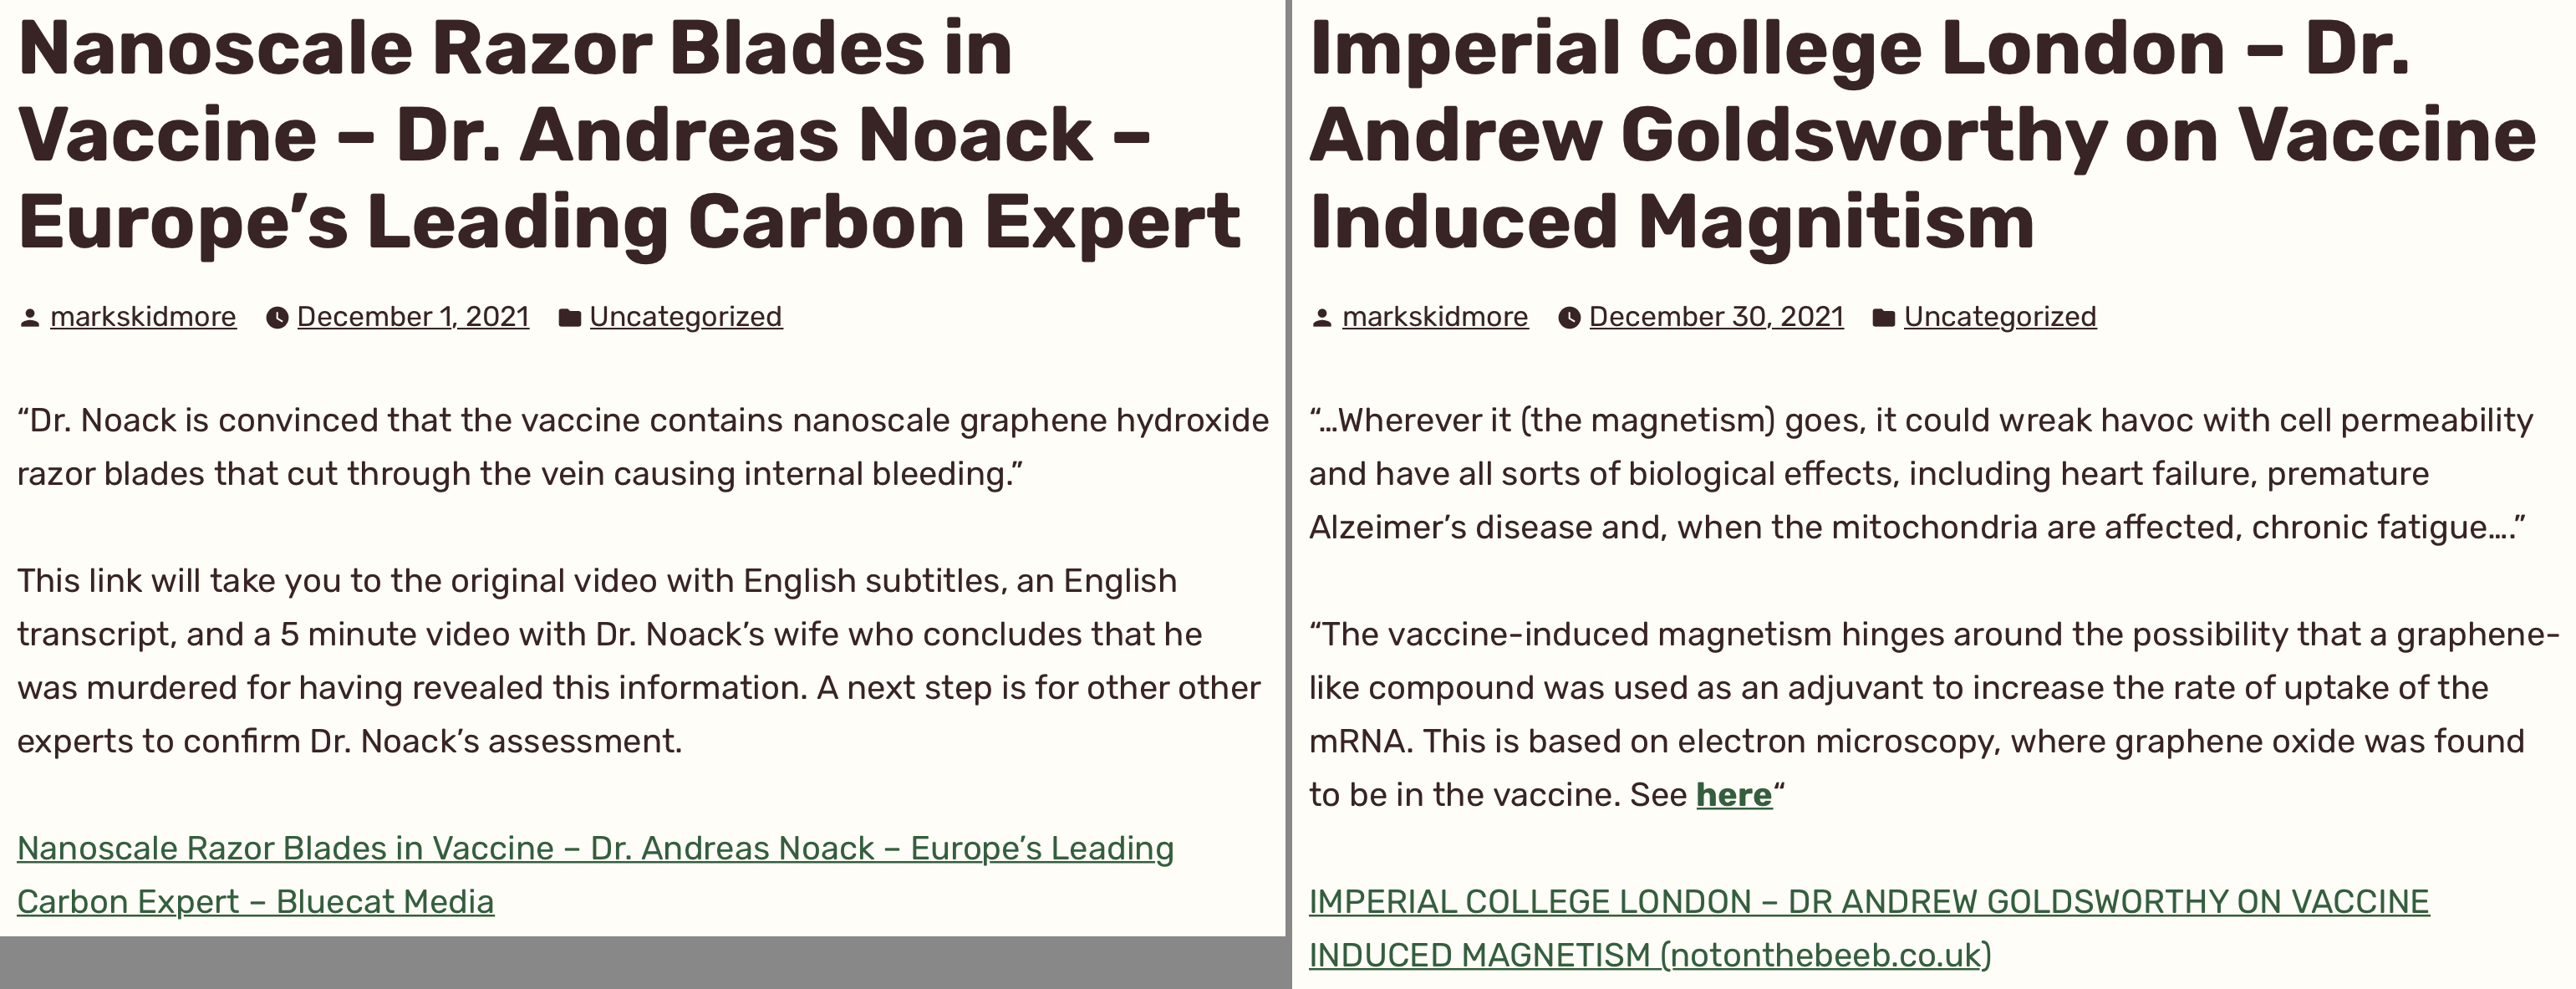 Nanoscale Razor Blades in
Vaccine – Dr. Andreas Noack –
Europe’s Leading Carbon Expert
markskidmore December 1, 2021 Uncategorized
“Dr. Noack is convinced that the vaccine contains nanoscale graphene hydroxide
razor blades that cut through the vein causing internal bleeding.”
This link will take you to the original video with English subtitles, an English
transcript, and a 5 minute video with Dr. Noack’s wife who concludes that he
was murdered for having revealed this information. A next step is for other other
experts to confirm Dr. Noack’s assessment.
Nanoscale Razor Blades in Vaccine – Dr. Andreas Noack – Europe’s Leading
Carbon Expert – Bluecat Media
Imperial College London – Dr.
Andrew Goldsworthy on Vaccine
Induced Magnitism
markskidmore December 30, 2021 Uncategorized
“…Wherever it (the magnetism) goes, it could wreak havoc with cell permeability
and have all sorts of biological effects, including heart failure, premature
Alzeimer’s disease and, when the mitochondria are affected, chronic fatigue….”
“The vaccine-induced magnetism hinges around the possibility that a graphene-
like compound was used as an adjuvant to increase the rate of uptake of the
mRNA. This is based on electron microscopy, where graphene oxide was found
to be in the vaccine. See here“
IMPERIAL COLLEGE LONDON – DR ANDREW GOLDSWORTHY ON VACCINE
INDUCED MAGNETISM (notonthebeeb.co.uk)